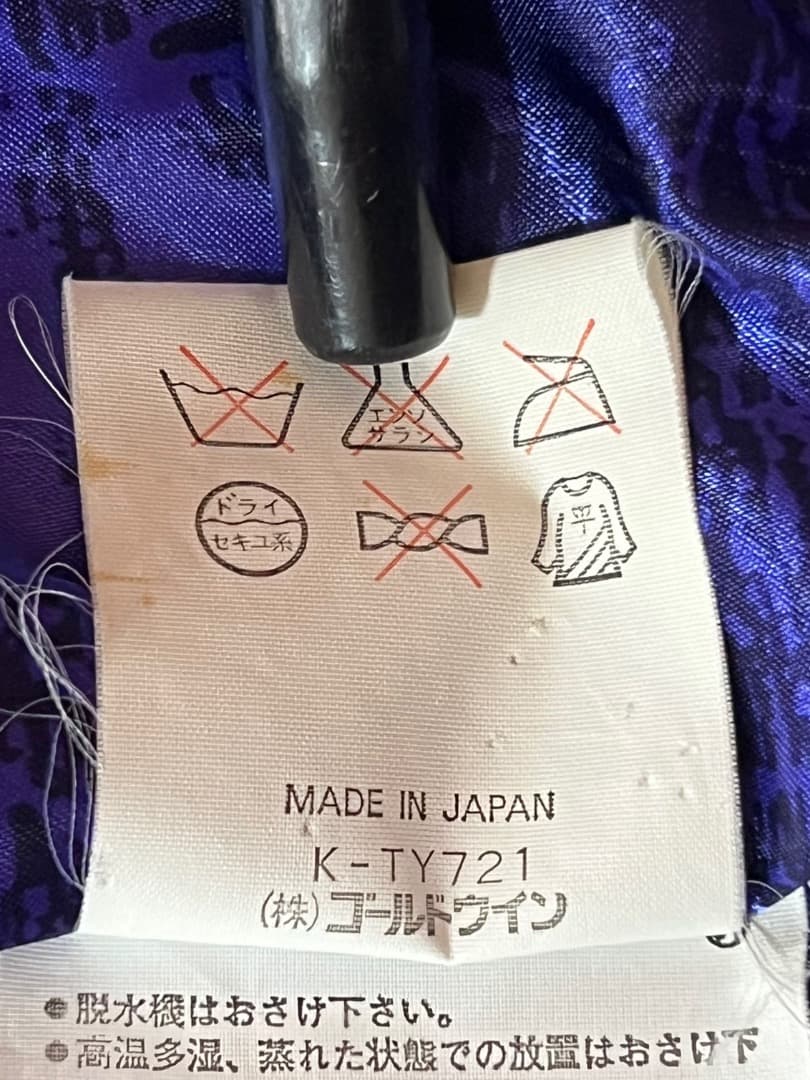 エンソ
サラシ
ドライ
セキユ系
平
MADE IN JAPAN
K-TY721
(株)ゴールドウイン
●脱水機はおさけ下さい。
●高温多湿、蒸れた状態での放置はおさけ下